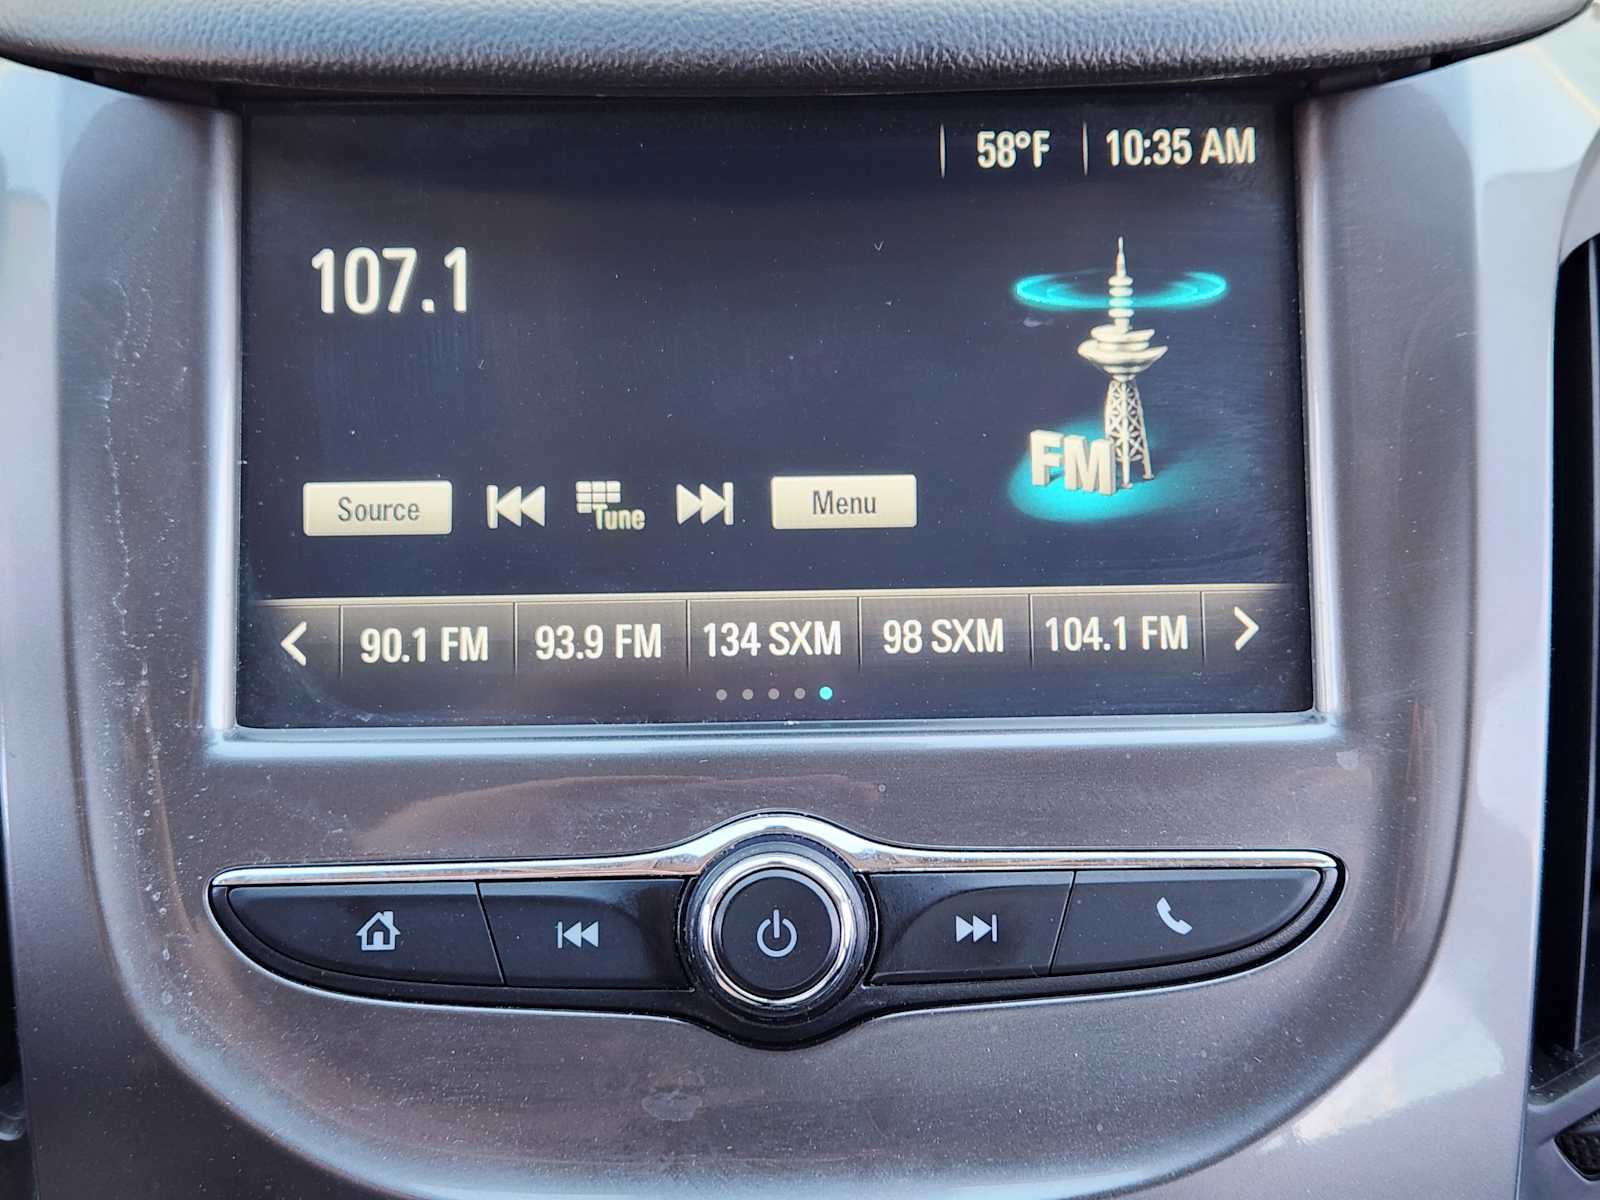 58°F 10:35 AM
107.1
FM
Source Tune Menu
90.1 FM 93.9 FM 134 SXM 98 SXM 104.1 FM